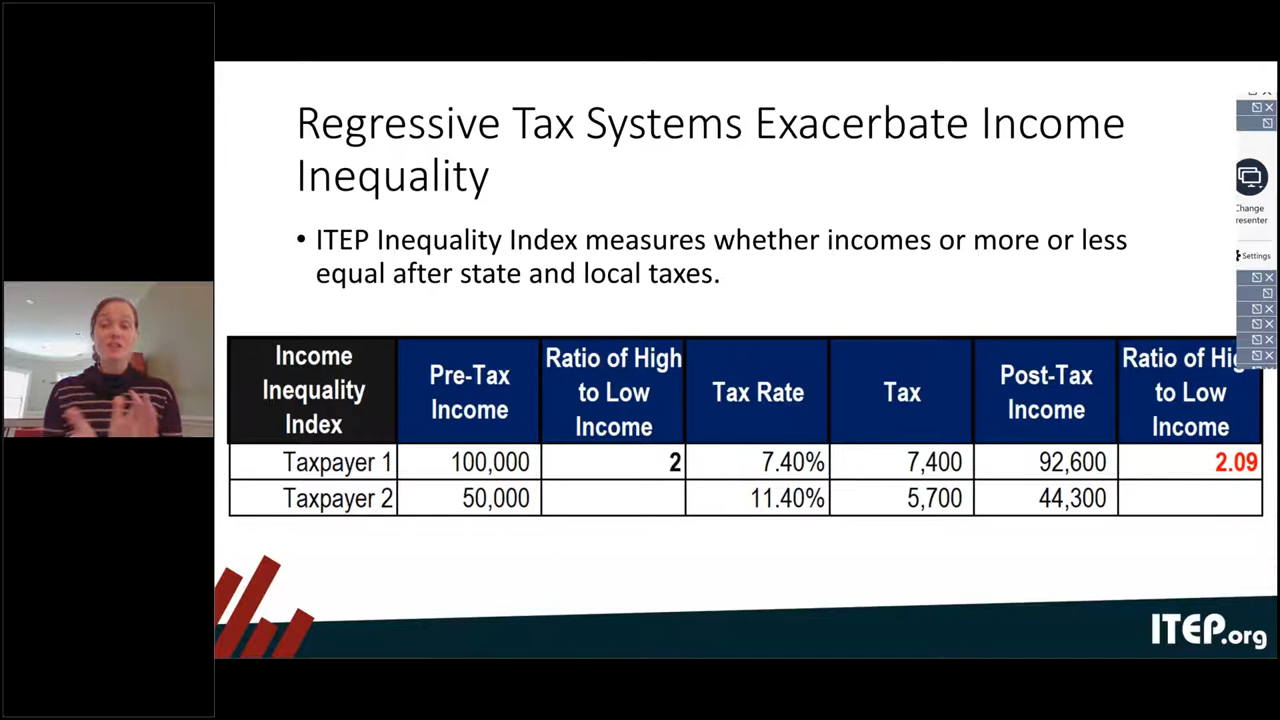 Regressive Tax Systems Exacerbate Income
Inequality
• ITEP Inequality Index measures whether incomes or more or less
equal after state and local taxes.
Change
resenter
Settings
Income
Inequality
Index
Pre-Tax
Income
Ratio of High
to Low
Income
Tax Rate
Tax
Post-Tax
Income
Ratio of Hig
to Low
Income
Taxpayer 1 100,000 2 7.40% 7,400 92,600 2.09
Taxpayer 2 50,000 11.40% 5,700 44,300
ITEP.org